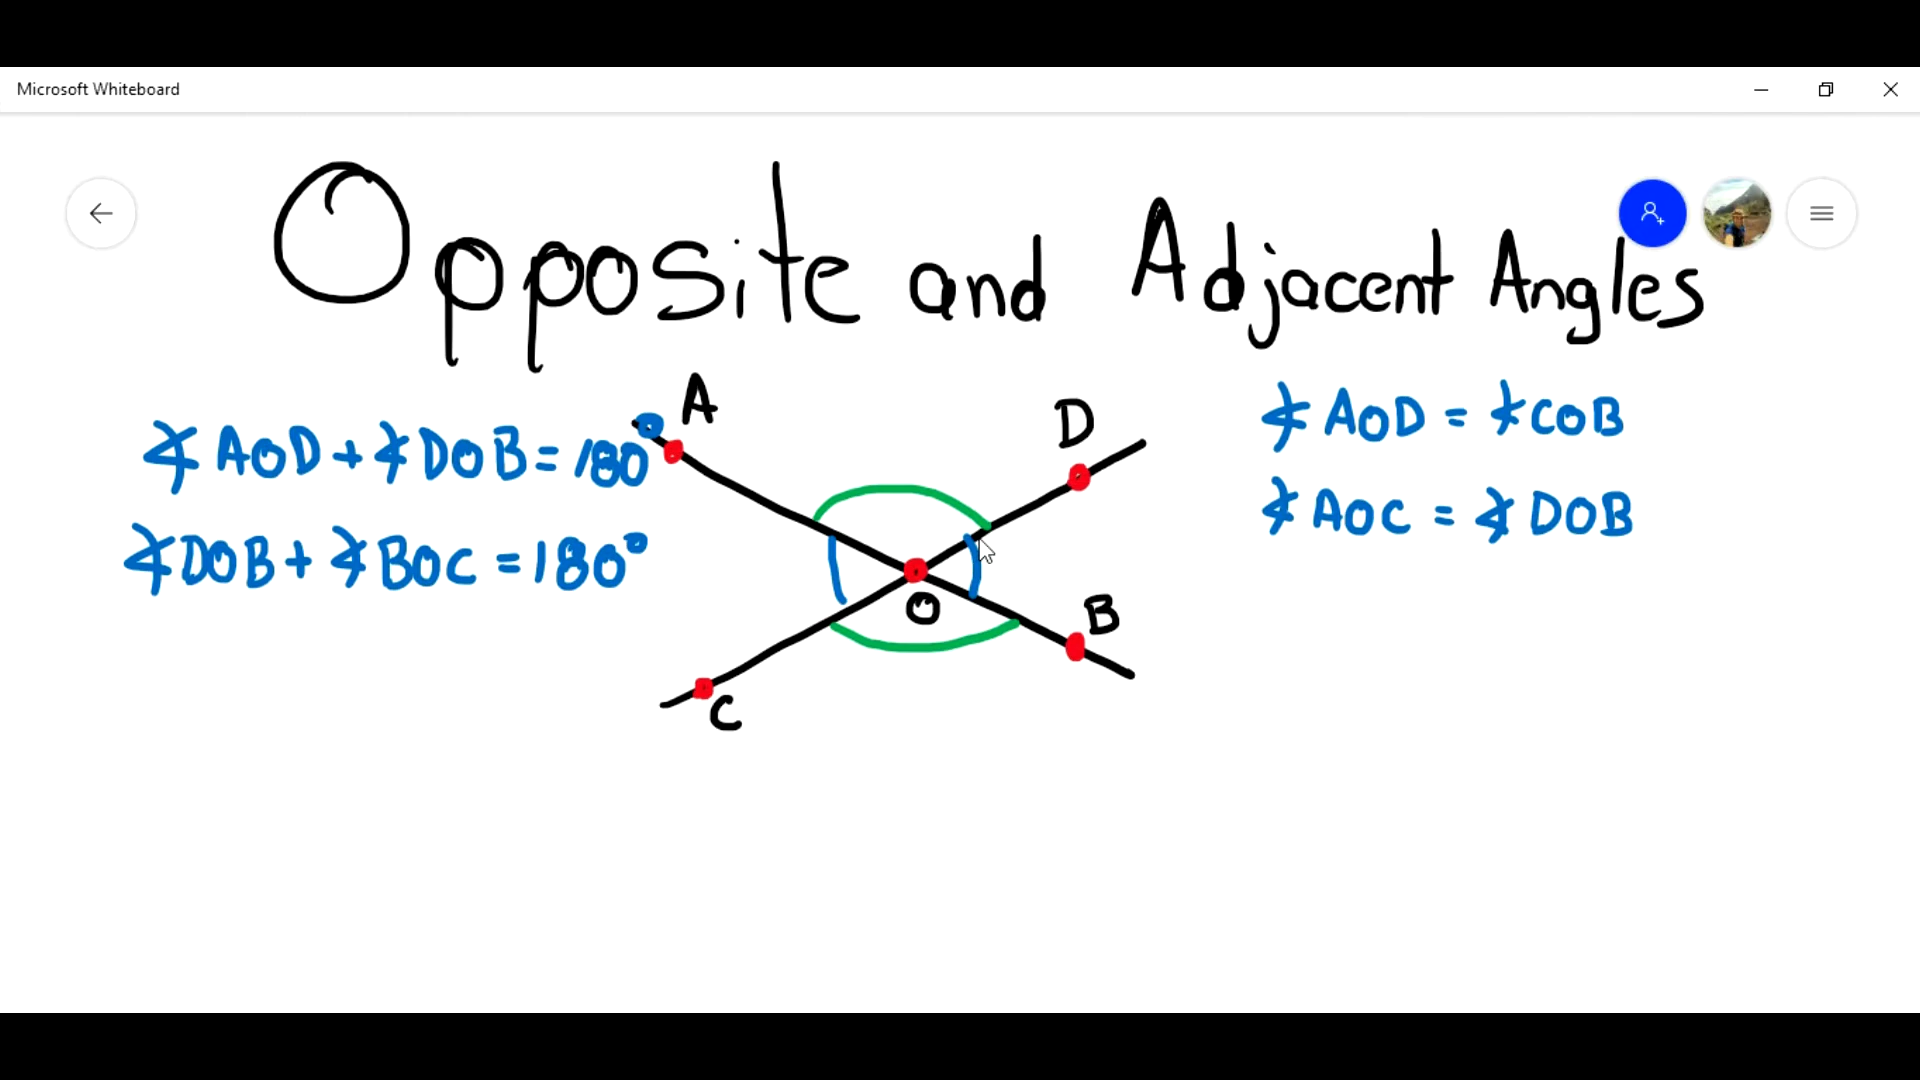 Microsoft Whiteboard
Opposite and Adjacent Angles
∢AOD + ∢DOB = 180°
∢DOB + ∢BOC = 180°
A
D
O
B
C
∢AOD = ∢COB
∢AOC = ∢DOB